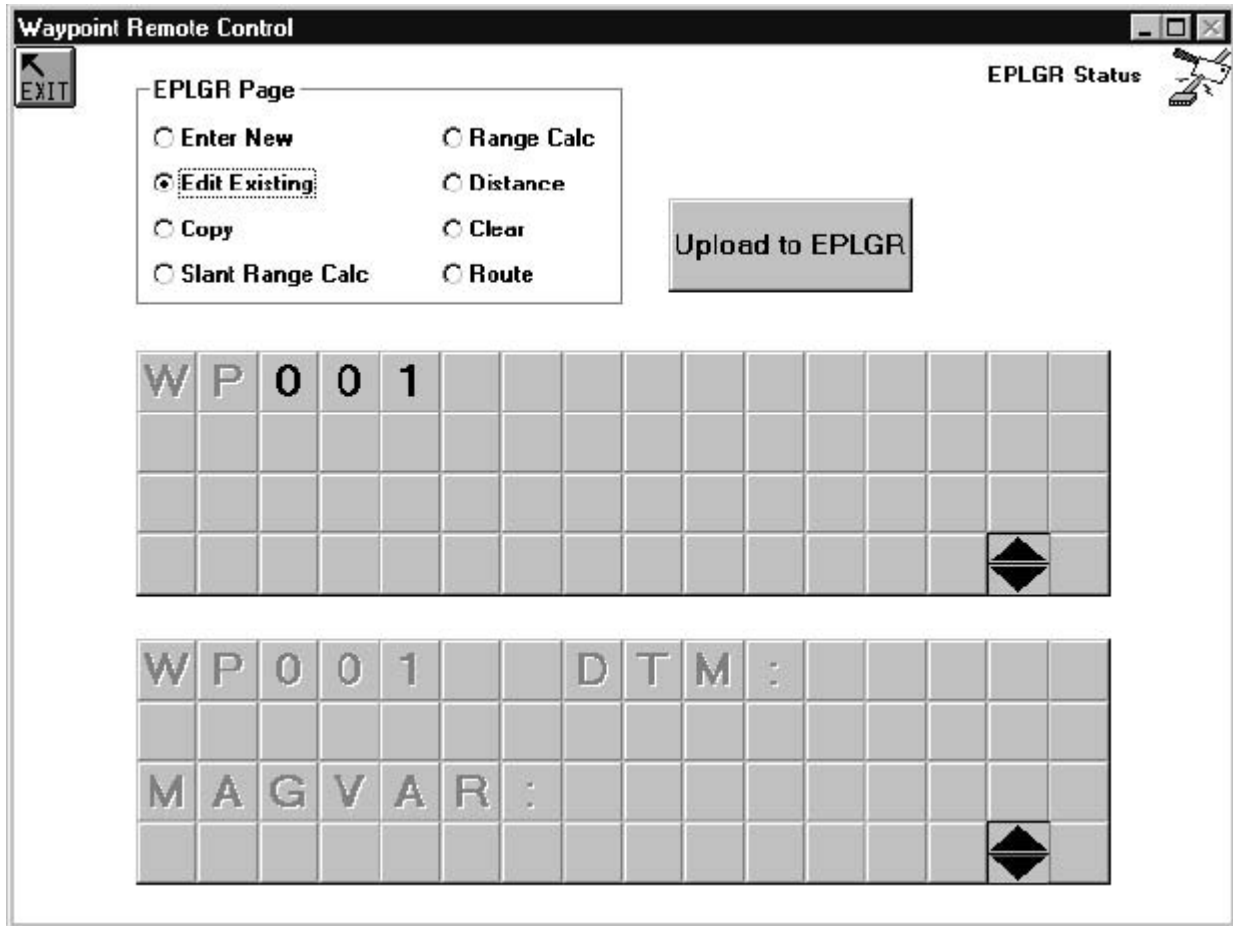 Waypoint Remote Control
EXIT
EPLGR Status
EPLGR Page
Enter New
Range Calc
Edit Existing
Distance
Copy
Clear
Slant Range Calc
Route
Upload to EPLGR
WP001
WP001 DTM:
MAGVAR: